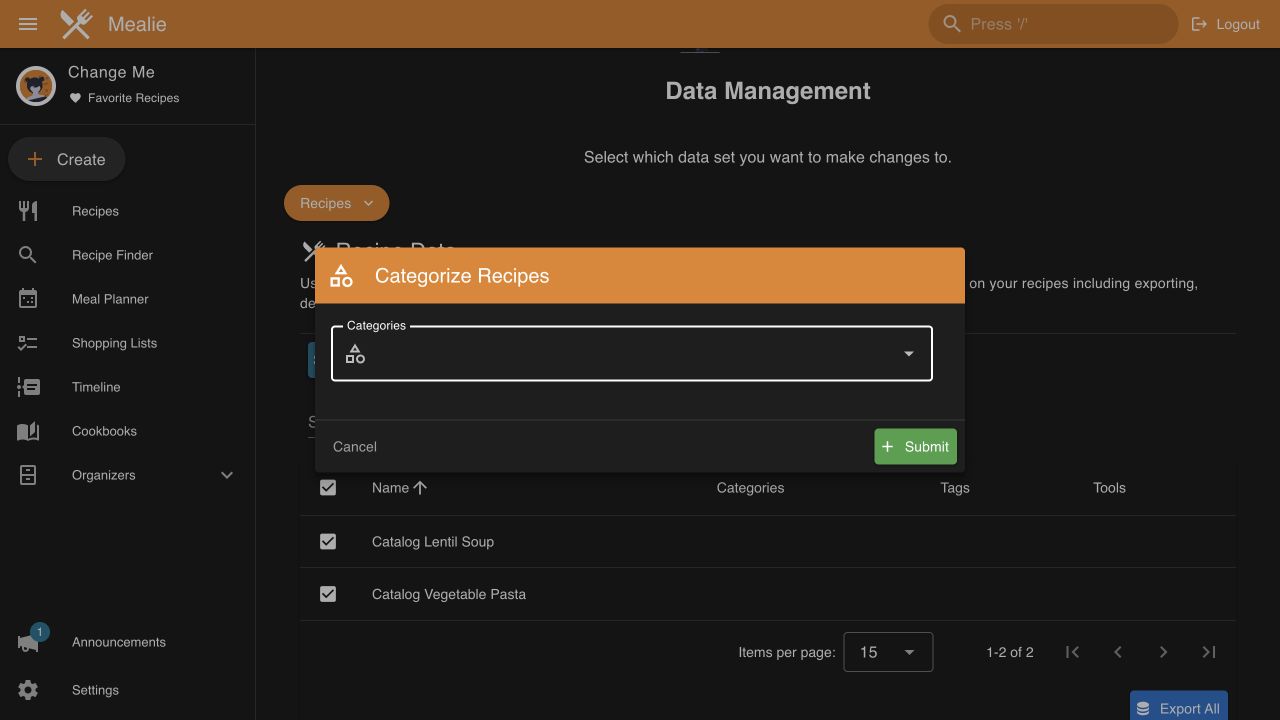 Mealie
Press '/'
Logout
Change Me
Favorite Recipes
Create
Recipes
Recipe Finder
Meal Planner
Shopping Lists
Timeline
Cookbooks
Organizers
1
Announcements
Settings
Data Management
Select which data set you want to make changes to.
Recipes
Recipe Data
on your recipes including exporting,
Categorize Recipes
Categories
Cancel
Submit
Name Categories Tags Tools
Catalog Lentil Soup
Catalog Vegetable Pasta
Items per page: 15 1-2 of 2
Export All